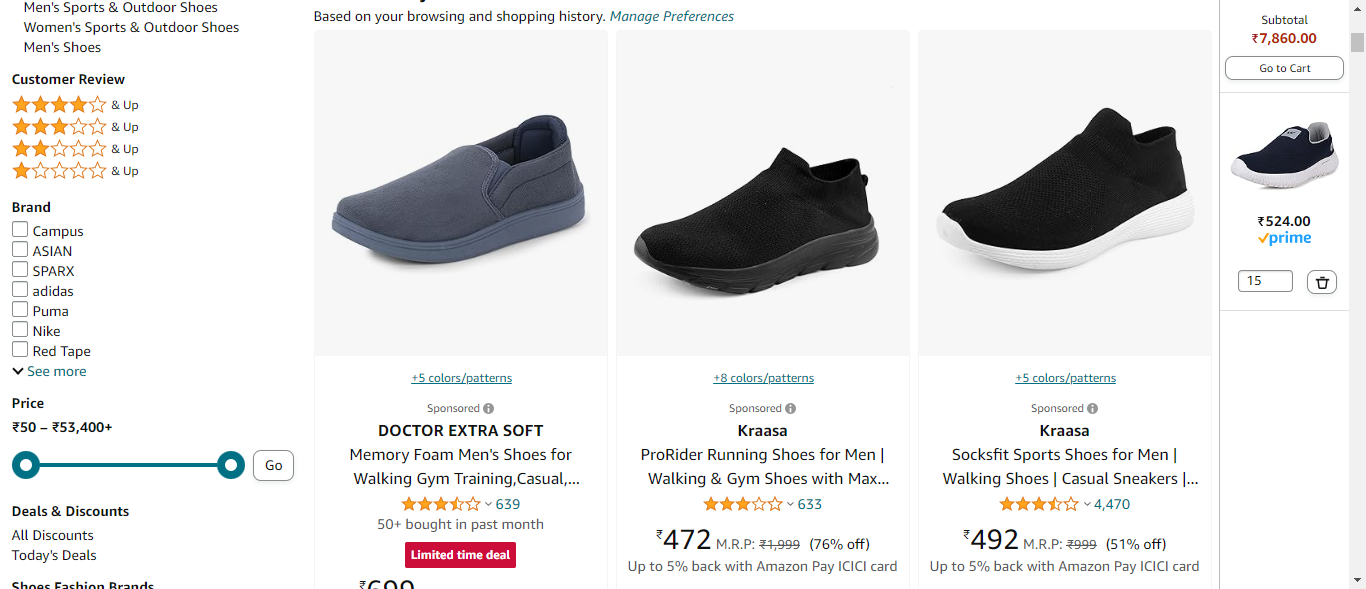 Men's Sports & Outdoor Shoes
Women's Sports & Outdoor Shoes
Men's Shoes
Customer Review
& Up
& Up
& Up
& Up
Brand
Campus
ASIAN
SPARX
adidas
Puma
Nike
Red Tape
See more
Price
₹50 – ₹53,400+
Go
Deals & Discounts
All Discounts
Today's Deals
Shoes Fashion Brands
Based on your browsing and shopping history. Manage Preferences
+5 colors/patterns
Sponsored
DOCTOR EXTRA SOFT
Memory Foam Men's Shoes for
Walking Gym Training,Casual,...
639
50+ bought in past month
Limited time deal
₹699
+8 colors/patterns
Sponsored
Kraasa
ProRider Running Shoes for Men |
Walking & Gym Shoes with Max...
633
₹472 M.R.P: ₹1,999 (76% off)
Up to 5% back with Amazon Pay ICICI card
+5 colors/patterns
Sponsored
Kraasa
Socksfit Sports Shoes for Men |
Walking Shoes | Casual Sneakers |...
4,470
₹492 M.R.P: ₹999 (51% off)
Up to 5% back with Amazon Pay ICICI card
Subtotal
₹7,860.00
Go to Cart
₹524.00
prime
15